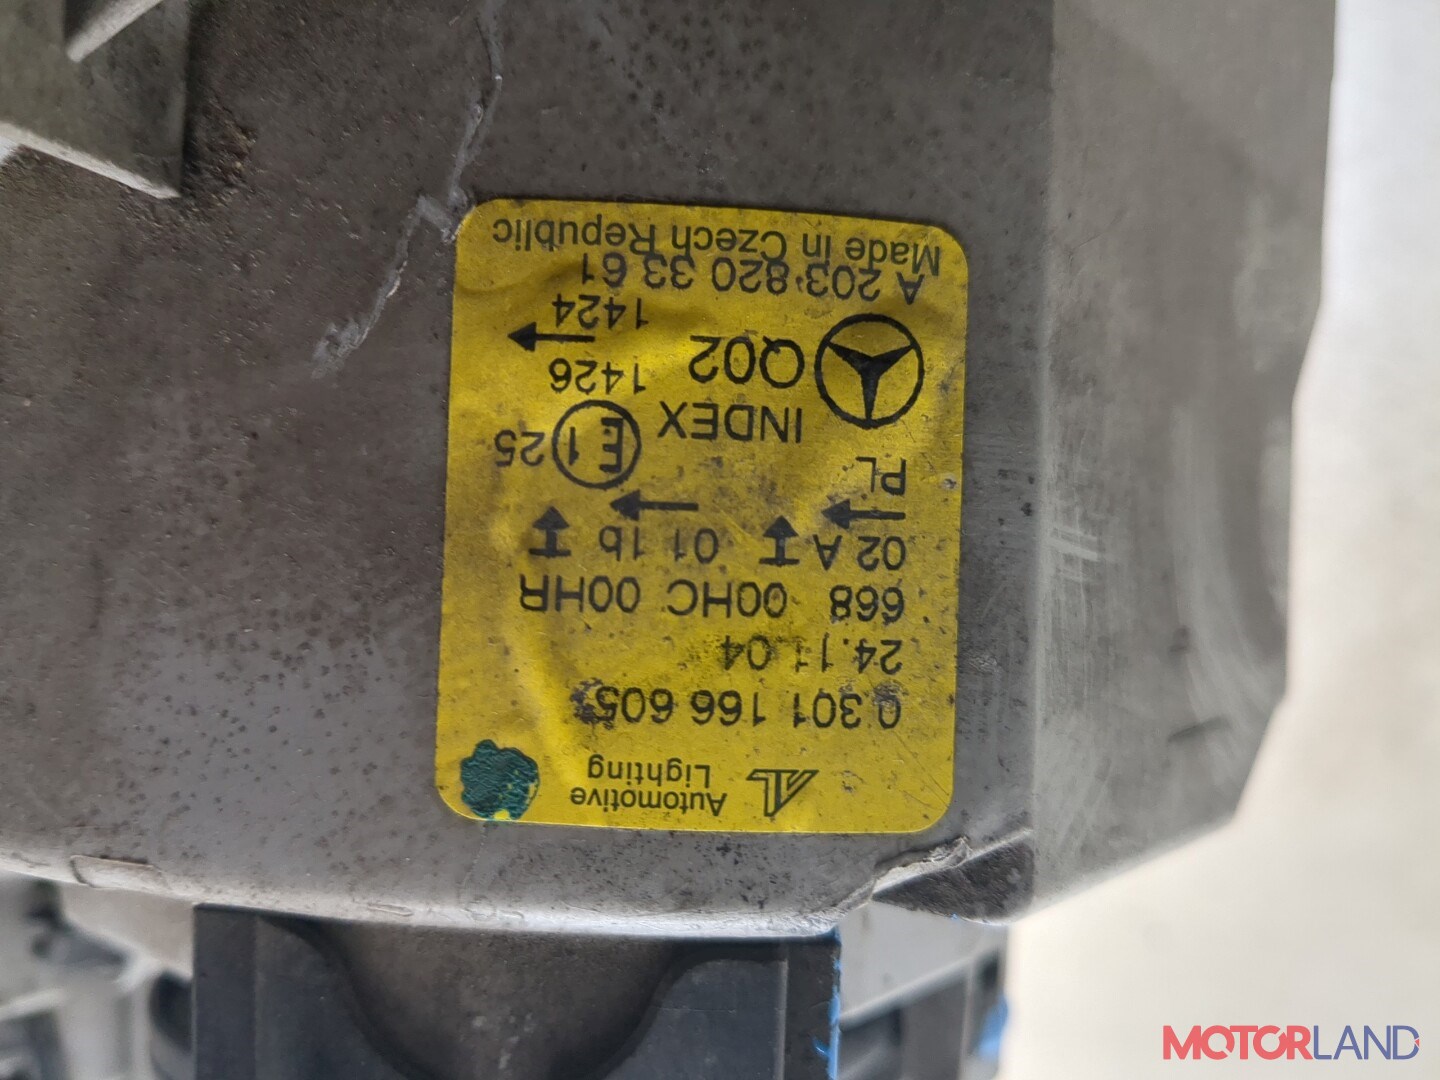 Automotive
Lighting
0 301 166 605
24.11 04
668 00HC 00HR
02 A 01 1b
PL
E1 25
INDEX
Q02
1426
1424
A 203 820 33 61
Made in Czech Republic
MOTORLAND